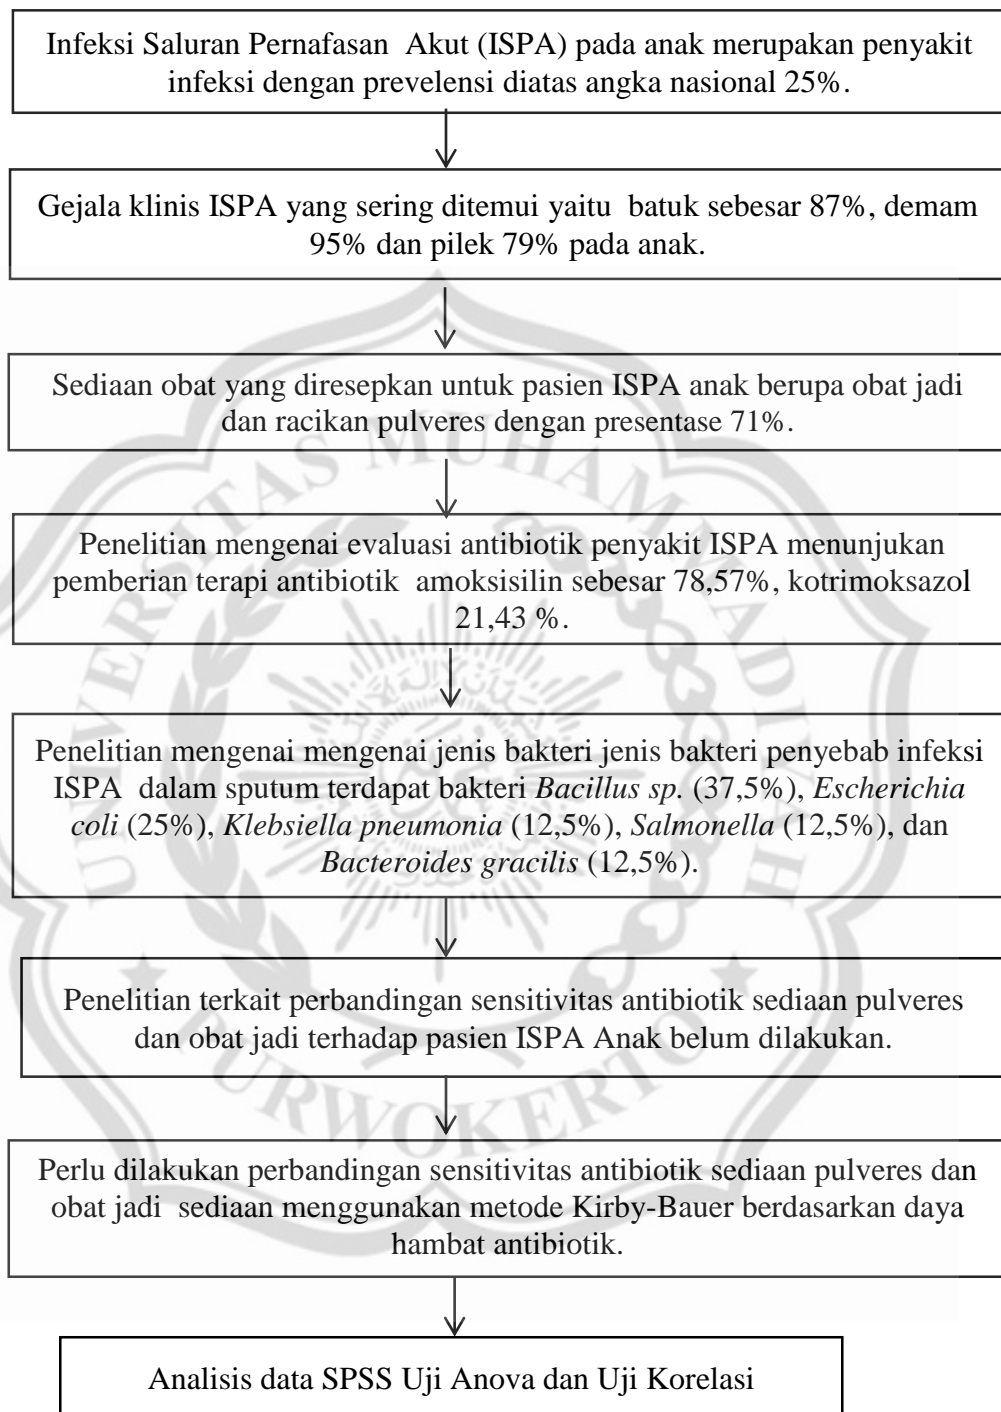 Infeksi Saluran Pernafasan Akut (ISPA) pada anak merupakan penyakit
infeksi dengan prevelensi diatas angka nasional 25%.
Gejala klinis ISPA yang sering ditemui yaitu batuk sebesar 87%, demam
95% dan pilek 79% pada anak.
Sediaan obat yang diresepkan untuk pasien ISPA anak berupa obat jadi
dan racikan pulveres dengan presentase 71%.
Penelitian mengenai evaluasi antibiotik penyakit ISPA menunjukan
pemberian terapi antibiotik amoksisilin sebesar 78,57%, kotrimoksazol
21,43 %.
Penelitian mengenai mengenai jenis bakteri jenis bakteri penyebab infeksi
ISPA dalam sputum terdapat bakteri Bacillus sp. (37,5%), Escherichia
coli (25%), Klebsiella pneumonia (12,5%), Salmonella (12,5%), dan
Bacteroides gracilis (12,5%).
Penelitian terkait perbandingan sensitivitas antibiotik sediaan pulveres
dan obat jadi terhadap pasien ISPA Anak belum dilakukan.
Perlu dilakukan perbandingan sensitivitas antibiotik sediaan pulveres dan
obat jadi sediaan menggunakan metode Kirby-Bauer berdasarkan daya
hambat antibiotik.
Analisis data SPSS Uji Anova dan Uji Korelasi
UNIVERSITAS MUHAMMADIYAH
PURWOKERTO